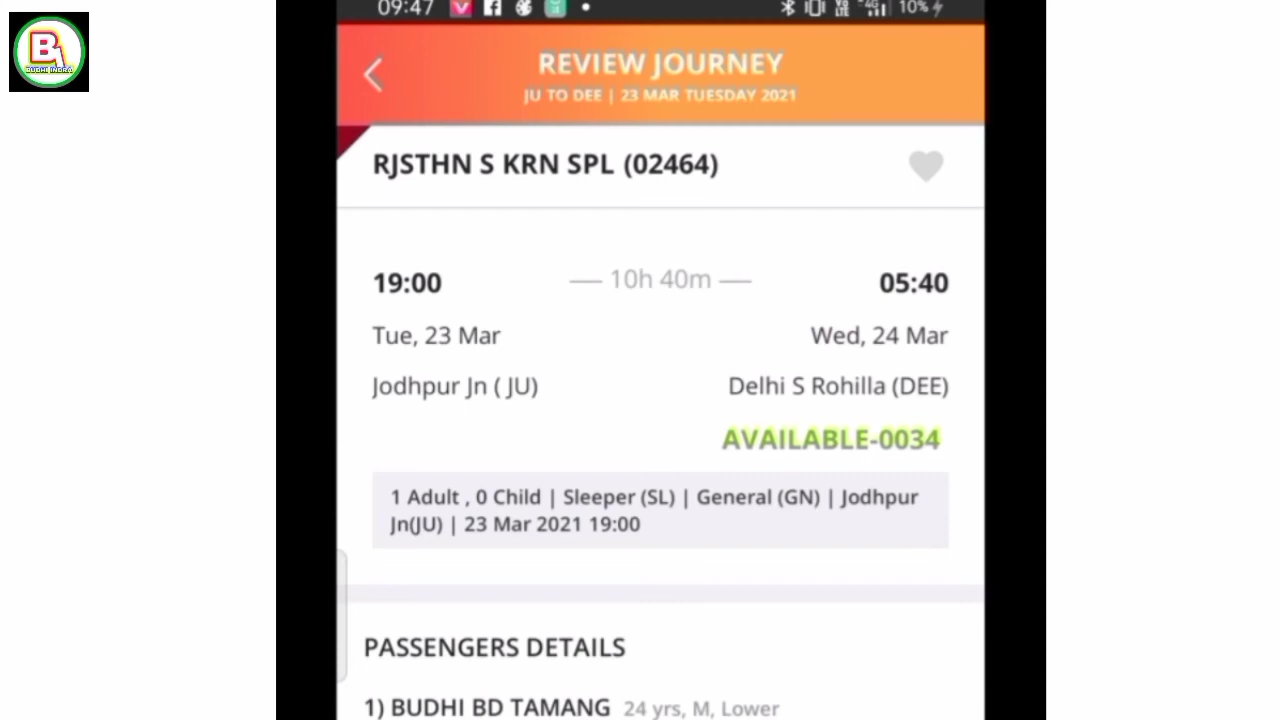 B
BUDHI INDRA
09:47
4G
10%
REVIEW JOURNEY
JU TO DEE | 23 MAR TUESDAY 2021
RJSTHN S KRN SPL (02464)
19:00 — 10h 40m — 05:40
Tue, 23 Mar Wed, 24 Mar
Jodhpur Jn ( JU) Delhi S Rohilla (DEE)
AVAILABLE-0034
1 Adult , 0 Child | Sleeper (SL) | General (GN) | Jodhpur
Jn(JU) | 23 Mar 2021 19:00
PASSENGERS DETAILS
1) BUDHI BD TAMANG 24 yrs, M, Lower